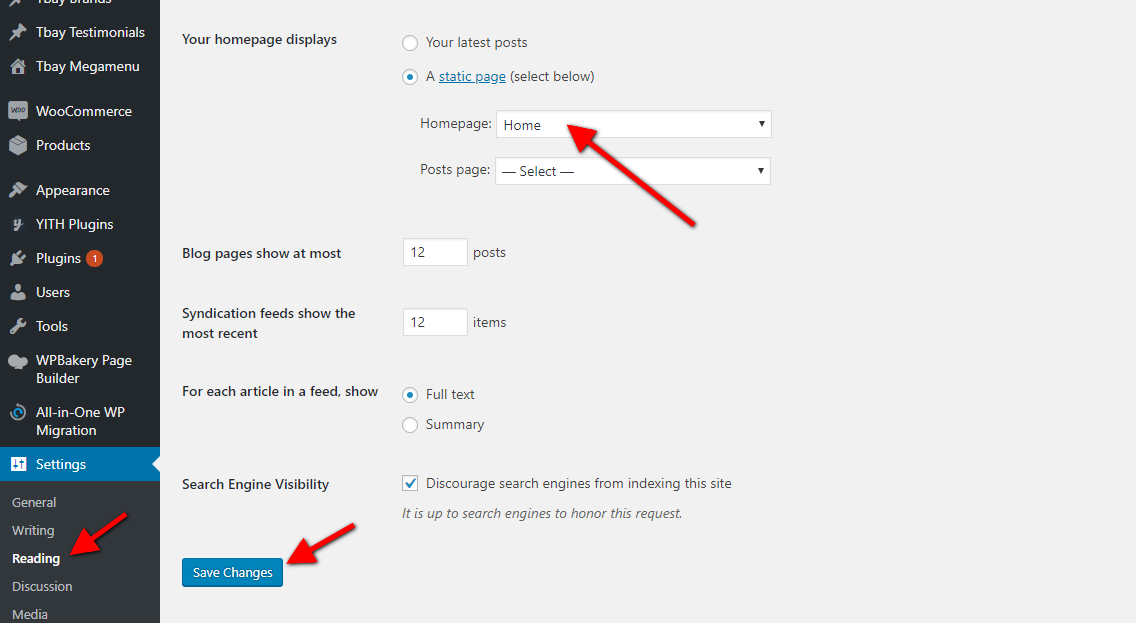 Tbay Brands
Tbay Testimonials
Tbay Megamenu
WOO
WooCommerce
Products
Appearance
YITH Plugins
Plugins 1
Users
Tools
WPBakery Page
Builder
All-in-One WP
Migration
Settings
General
Writing
Reading
Discussion
Media
Your homepage displays
Your latest posts
A static page (select below)
Homepage: Home
Posts page: — Select —
Blog pages show at most 12 posts
Syndication feeds show the
most recent
12 items
For each article in a feed, show
Full text
Summary
Search Engine Visibility
Discourage search engines from indexing this site
It is up to search engines to honor this request.
Save Changes